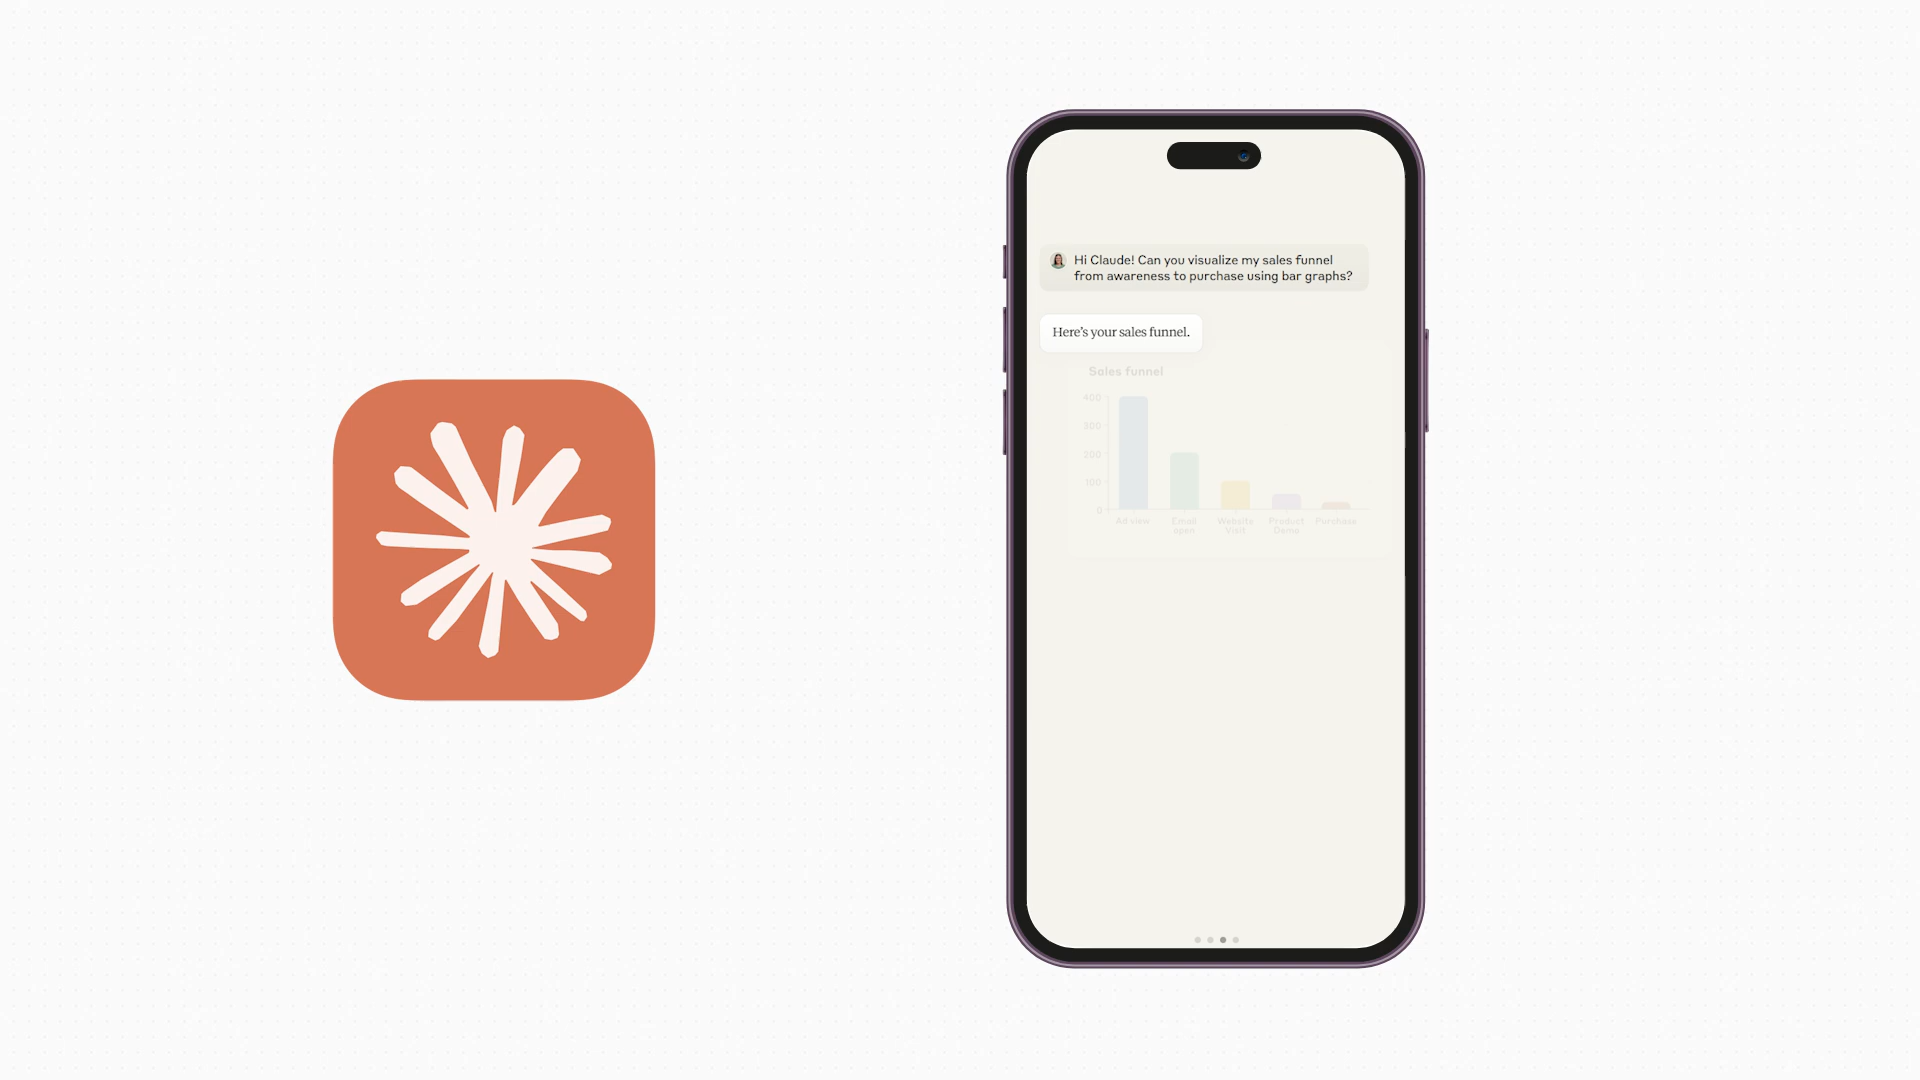 Hi Claude! Can you visualize my sales funnel
from awareness to purchase using bar graphs?
Here's your sales funnel.
Sales funnel
400
300
200
100
0
Ad view
Email
open
Website
Visit
Product
Demo
Purchase